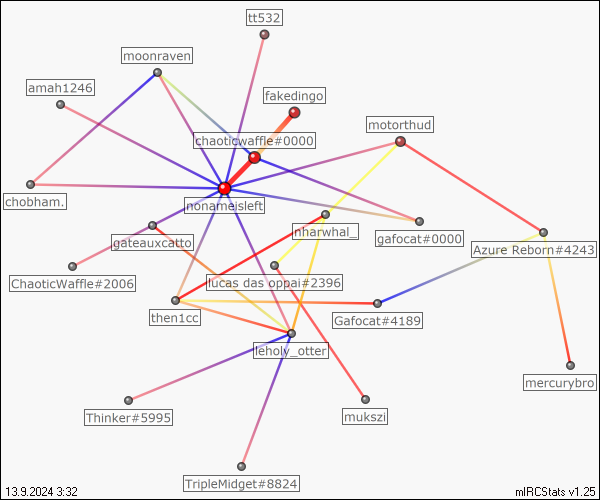 tt532
moonraven
amah1246
fakedingo
motorthud
chaoticwaffle#0000
chobham.
nonameisleft
nharwhal_
gafocat#0000
gateauxcatto
Azure Reborn#4243
ChaoticWaffle#2006
lucas das oppai#2396
then1cc
Gafocat#4189
leholy_otter
mercurybro
Thinker#5995
mukszi
TripleMidget#8824
13.9.2024 3:32
mIRCStats v1.25